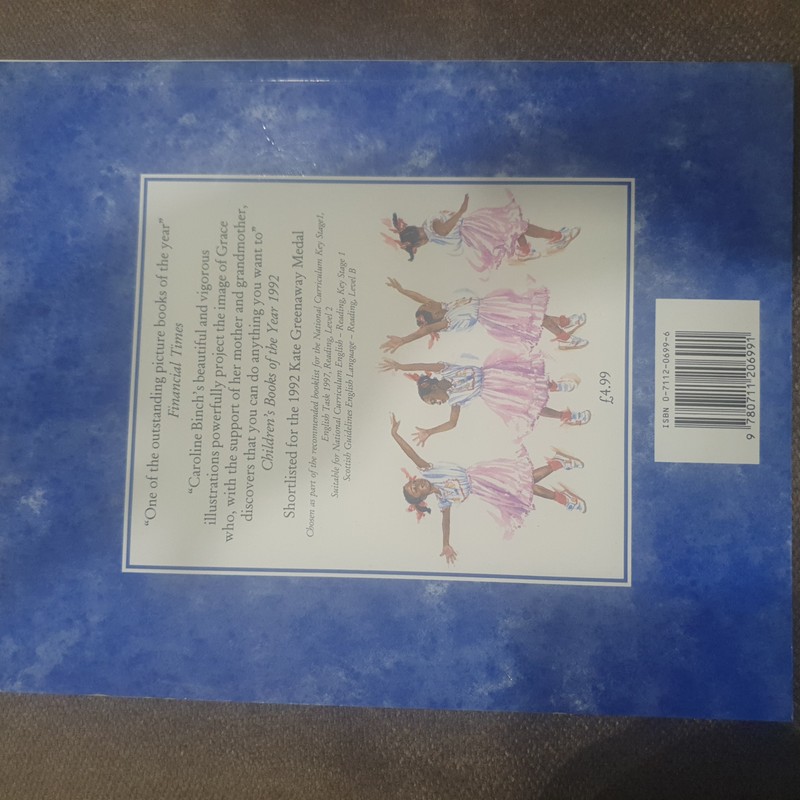 “One of the outstanding picture books of the year”
Financial Times
“Caroline Binch's beautiful and vigorous
illustrations powerfully project the image of Grace
who, with the support of her mother and grandmother,
discovers that you can do anything you want to”
Children's Books of the Year 1992
Shortlisted for the 1992 Kate Greenaway Medal
Chosen as part of the recommended booklist for the National Curriculum Key Stage1,
English Task 1997, Reading, Level 2
Suitable for National Curriculum English – Reading, Key Stage 1
Scottish Guidelines English Language – Reading, Level B
£4.99
ISBN 0-7112-0699-6
9 780711 206991